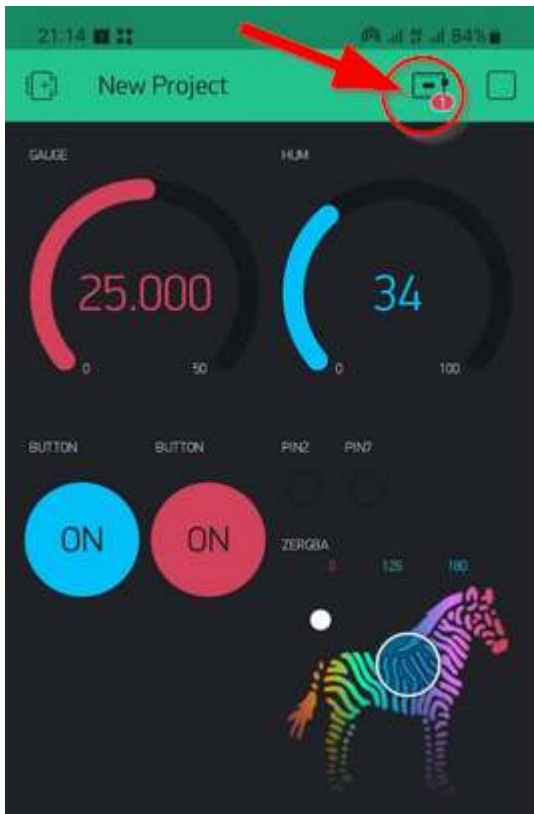 21:14
84%
New Project
1
GAUGE
HUM
25.000
34
0
50
0
100
BUTTON
BUTTON
PIN2
PIN7
ON
ON
ZERGBA
0
125
180